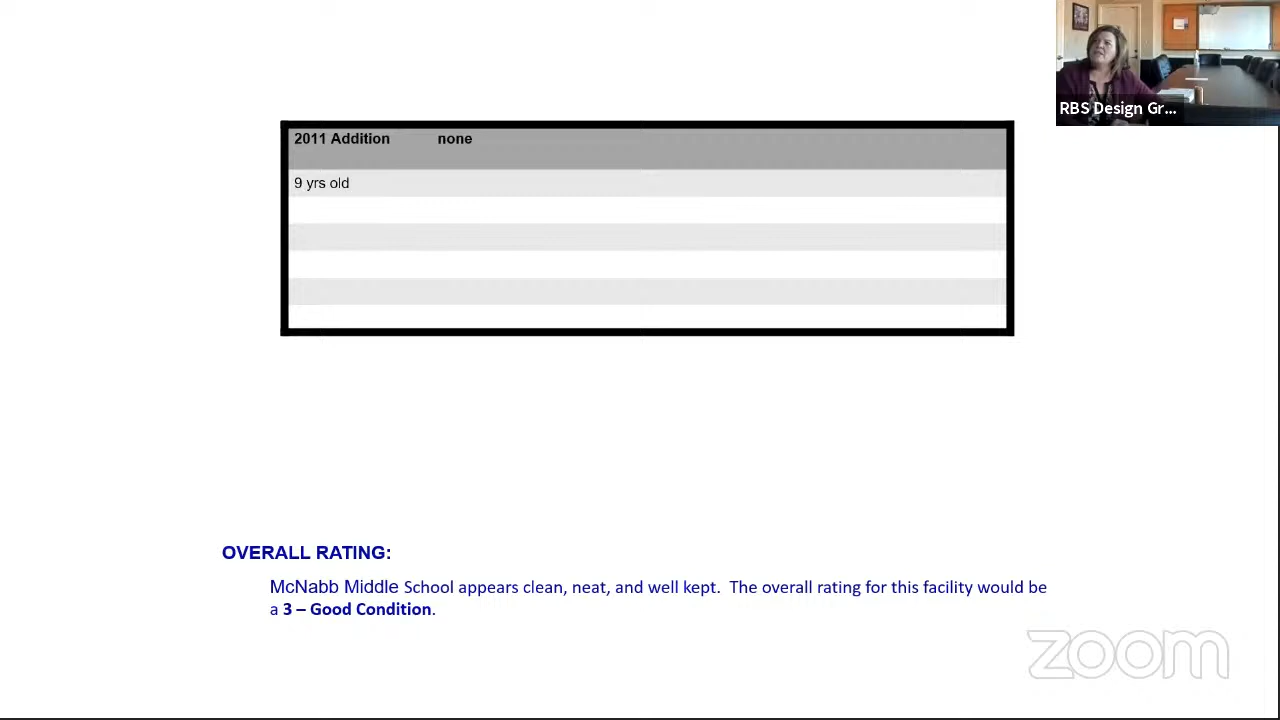 RBS Design Gr...
2011 Addition none
9 yrs old
OVERALL RATING:
McNabb Middle School appears clean, neat, and well kept. The overall rating for this facility would be
a 3 – Good Condition.
zoom